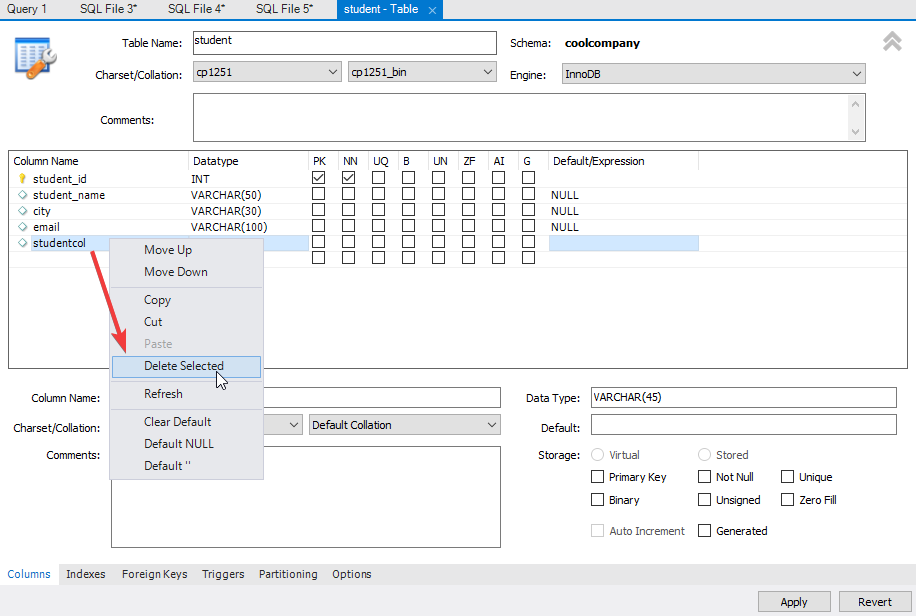 Query 1 SQL File 3* SQL File 4* SQL File 5* student - Table ×
Table Name: student Schema: coolcompany
Charset/Collation: cp1251 cp1251_bin Engine: InnoDB
Comments:
Column Name Datatype PK NN UQ B UN ZF AI G Default/Expression
student_id INT
student_name VARCHAR(50) NULL
city VARCHAR(30) NULL
email VARCHAR(100) NULL
studentcol
Move Up
Move Down
Copy
Cut
Paste
Delete Selected
Refresh
Clear Default
Default NULL
Default ''
Column Name: Data Type: VARCHAR(45)
Charset/Collation: Default Collation Default:
Comments: Storage: Virtual Stored
Primary Key Not Null Unique
Binary Unsigned Zero Fill
Auto Increment Generated
Columns Indexes Foreign Keys Triggers Partitioning Options
Apply Revert